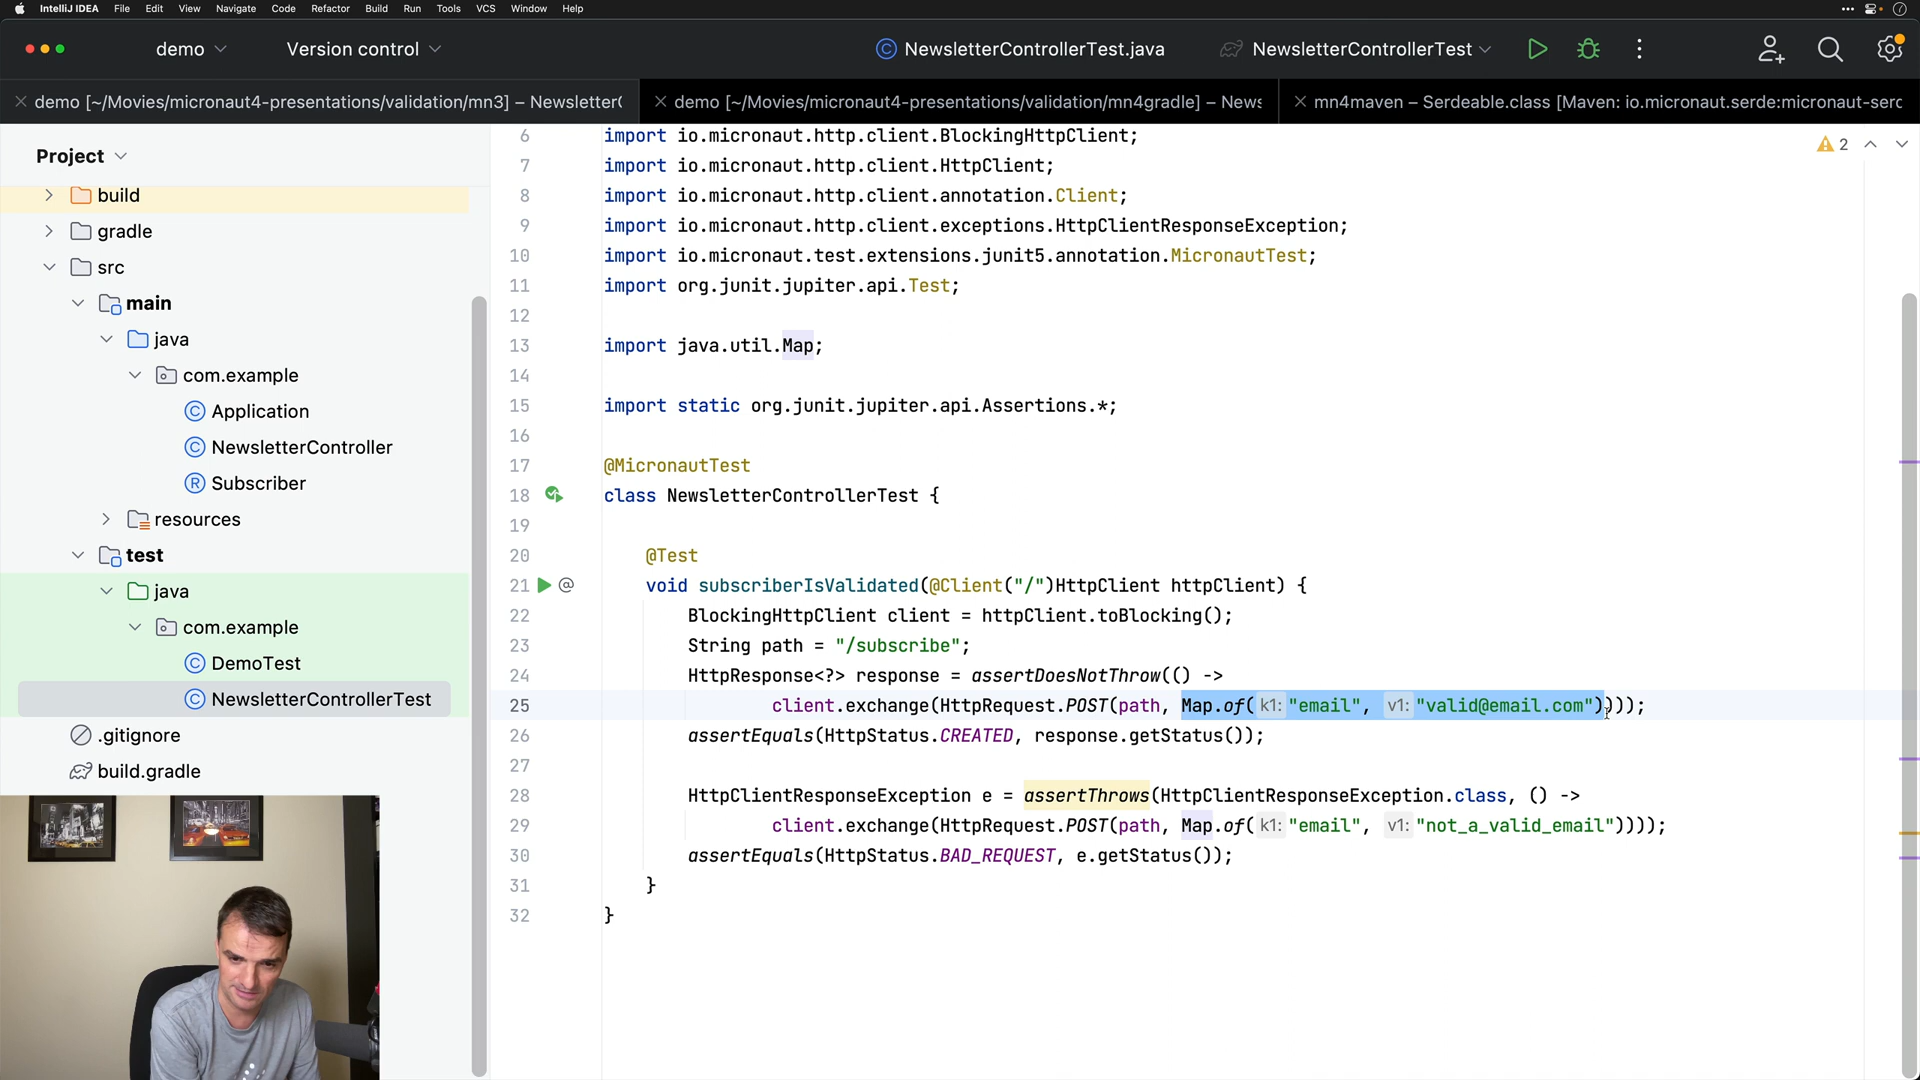 IntelliJ IDEA File Edit View Navigate Code Refactor Build Run Tools VCS Window Help
demo Version control NewsletterControllerTest.java NewsletterControllerTest
demo [~/Movies/micronaut4-presentations/validation/mn3] – NewsletterC demo [~/Movies/micronaut4-presentations/validation/mn4gradle] – News mn4maven – Serdeable.class [Maven: io.micronaut.serde:micronaut-serd
Project
build
gradle
src
main
java
com.example
Application
NewsletterController
Subscriber
resources
test
java
com.example
DemoTest
NewsletterControllerTest
.gitignore
build.gradle
2
6 import io.micronaut.http.client.BlockingHttpClient;
7 import io.micronaut.http.client.HttpClient;
8 import io.micronaut.http.client.annotation.Client;
9 import io.micronaut.http.client.exceptions.HttpClientResponseException;
10 import io.micronaut.test.extensions.junit5.annotation.MicronautTest;
11 import org.junit.jupiter.api.Test;
12
13 import java.util.Map;
14
15 import static org.junit.jupiter.api.Assertions.*;
16
17 @MicronautTest
18 class NewsletterControllerTest {
19
20 @Test
21 @ void subscriberIsValidated(@Client("/")HttpClient httpClient) {
22 BlockingHttpClient client = httpClient.toBlocking();
23 String path = "/subscribe";
24 HttpResponse<?> response = assertDoesNotThrow(() ->
25 client.exchange(HttpRequest.POST(path, Map.of( k1: "email", v1: "valid@email.com"))));
26 assertEquals(HttpStatus.CREATED, response.getStatus());
27
28 HttpClientResponseException e = assertThrows(HttpClientResponseException.class, () ->
29 client.exchange(HttpRequest.POST(path, Map.of( k1: "email", v1: "not_a_valid_email"))));
30 assertEquals(HttpStatus.BAD_REQUEST, e.getStatus());
31 }
32 }